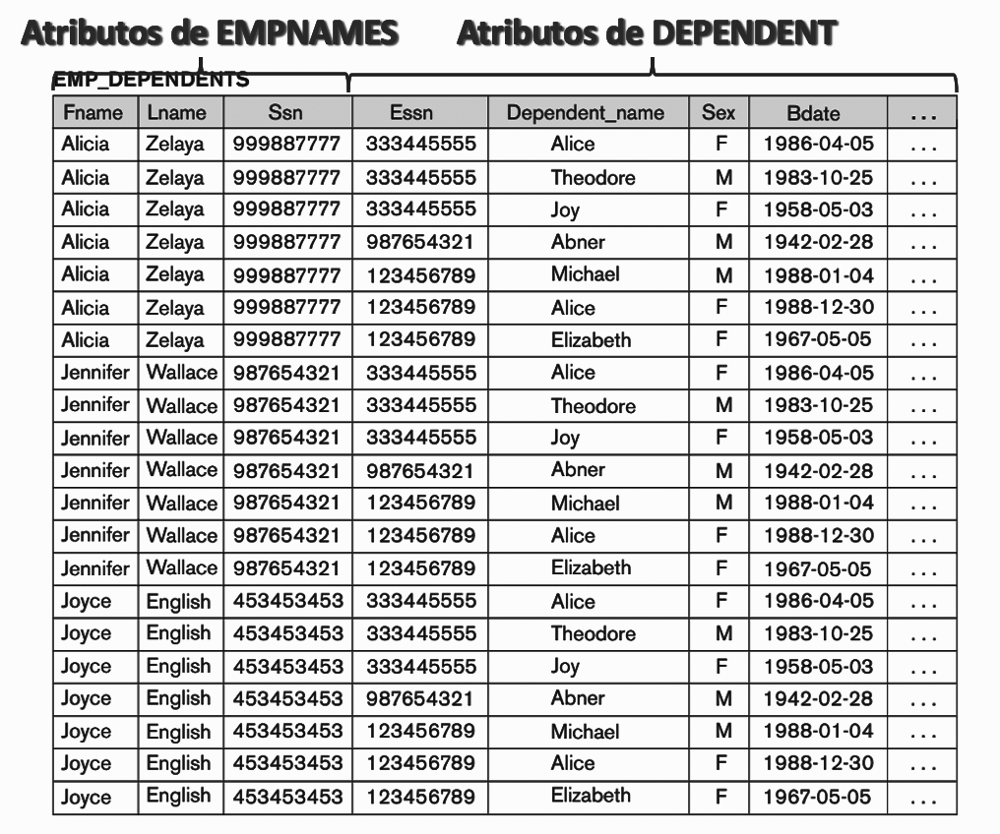 Atributos de EMPNAMES Atributos de DEPENDENT
EMP_DEPENDENTS
Fname Lname Ssn Essn Dependent_name Sex Bdate ...
Alicia Zelaya 999887777 333445555 Alice F 1986-04-05 ...
Alicia Zelaya 999887777 333445555 Theodore M 1983-10-25 ...
Alicia Zelaya 999887777 333445555 Joy F 1958-05-03 ...
Alicia Zelaya 999887777 987654321 Abner M 1942-02-28 ...
Alicia Zelaya 999887777 123456789 Michael M 1988-01-04 ...
Alicia Zelaya 999887777 123456789 Alice F 1988-12-30 ...
Alicia Zelaya 999887777 123456789 Elizabeth F 1967-05-05 ...
Jennifer Wallace 987654321 333445555 Alice F 1986-04-05 ...
Jennifer Wallace 987654321 333445555 Theodore M 1983-10-25 ...
Jennifer Wallace 987654321 333445555 Joy F 1958-05-03 ...
Jennifer Wallace 987654321 987654321 Abner M 1942-02-28 ...
Jennifer Wallace 987654321 123456789 Michael M 1988-01-04 ...
Jennifer Wallace 987654321 123456789 Alice F 1988-12-30 ...
Jennifer Wallace 987654321 123456789 Elizabeth F 1967-05-05 ...
Joyce English 453453453 333445555 Alice F 1986-04-05 ...
Joyce English 453453453 333445555 Theodore M 1983-10-25 ...
Joyce English 453453453 333445555 Joy F 1958-05-03 ...
Joyce English 453453453 987654321 Abner M 1942-02-28 ...
Joyce English 453453453 123456789 Michael M 1988-01-04 ...
Joyce English 453453453 123456789 Alice F 1988-12-30 ...
Joyce English 453453453 123456789 Elizabeth F 1967-05-05 ...